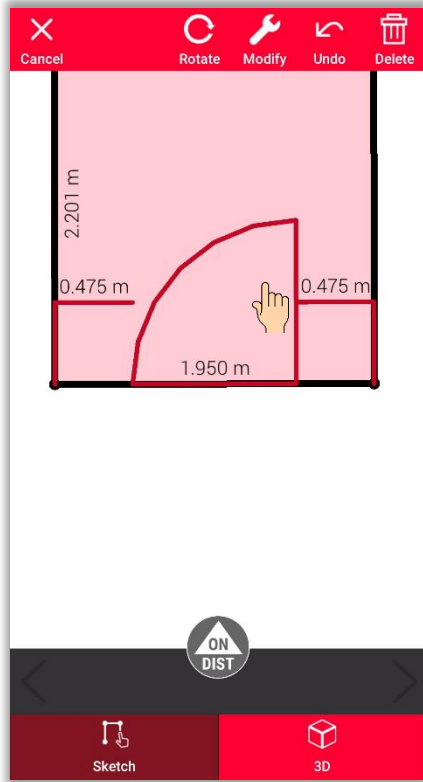 Cancel
Rotate
Modify
Undo
Delete
2.201 m
0.475 m
0.475 m
1.950 m
ON
DIST
Sketch
3D